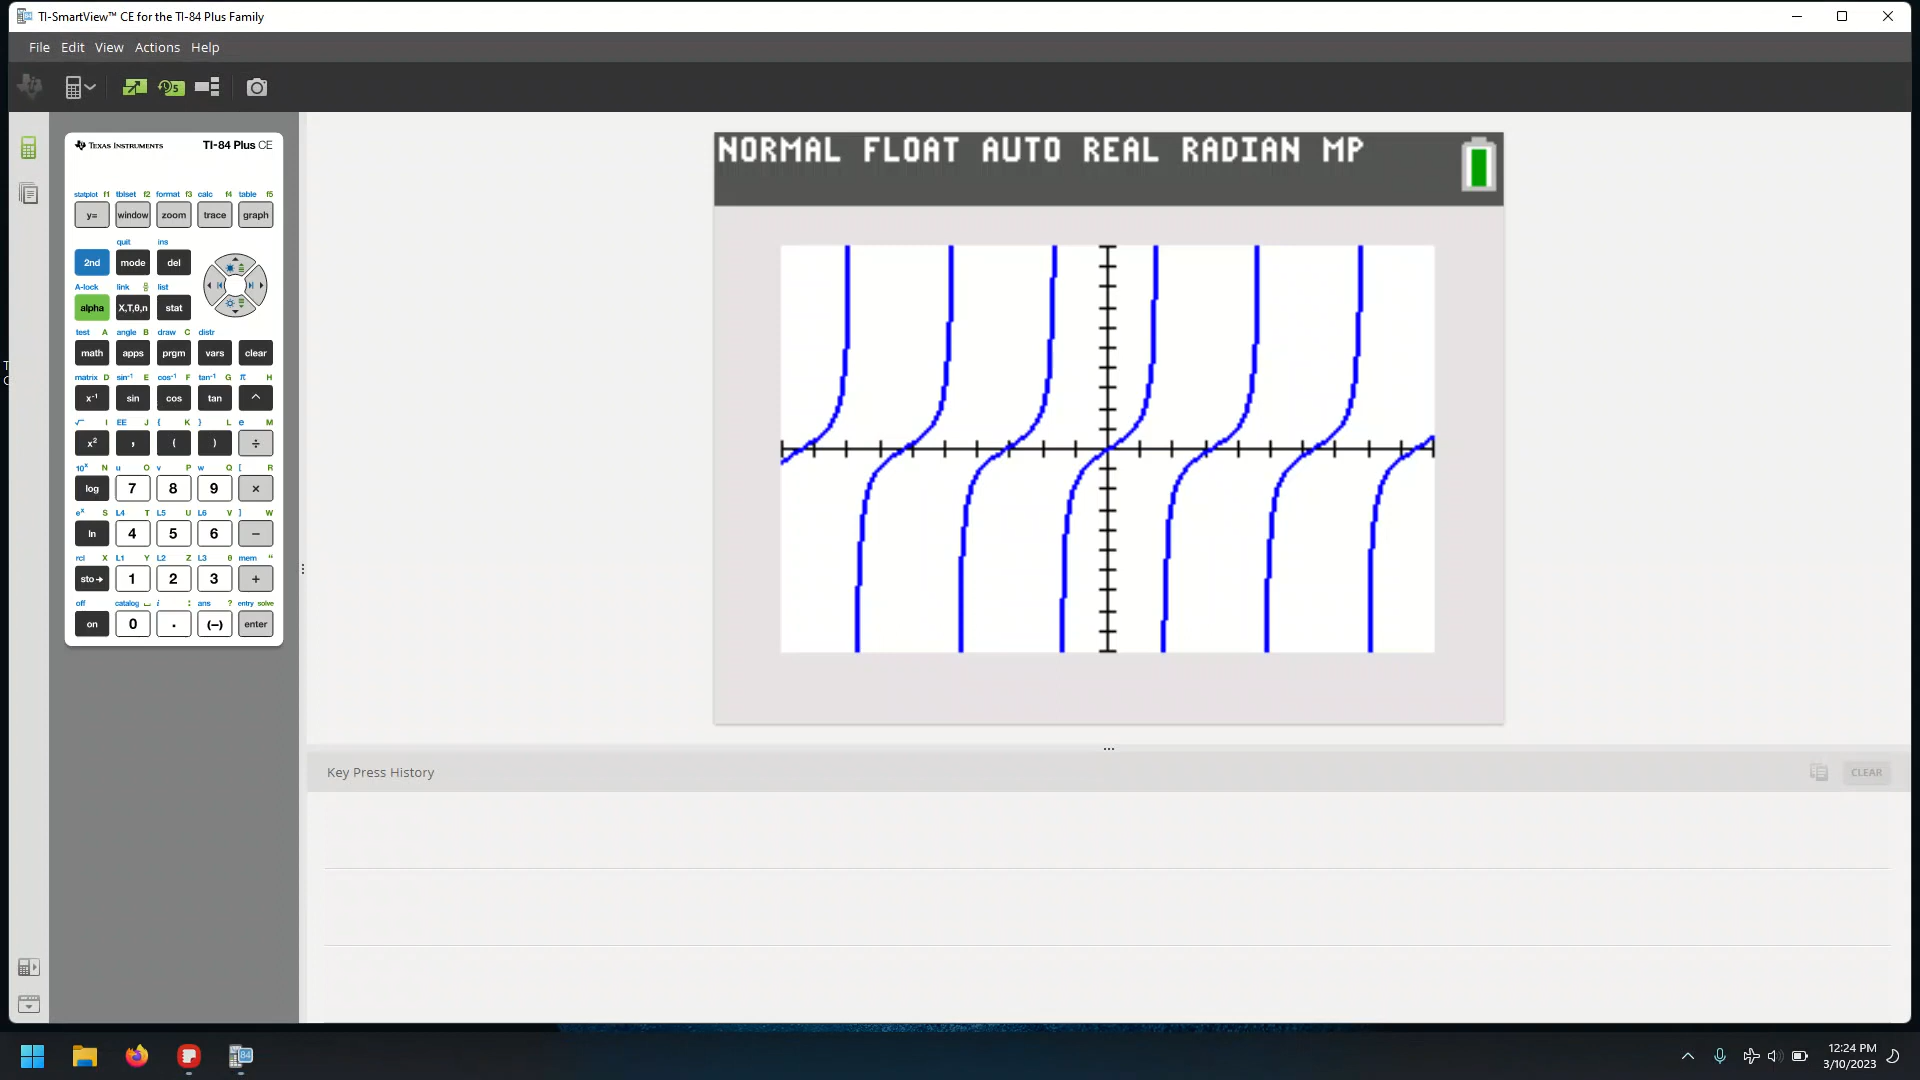 TI-SmartView™ CE for the TI-84 Plus Family
File Edit View Actions Help
TEXAS INSTRUMENTS TI-84 Plus CE
statplot f1 tblset f2 format f3 calc f4 table f5
y= window zoom trace graph
quit ins
2nd mode del
A-lock link list
alpha X,T,θ,n stat
test A angle B draw C distr
math apps prgm vars clear
matrix D sin⁻¹ E cos⁻¹ F tan⁻¹ G π H
x⁻¹ sin cos tan ^
√ I EE J { K } L e M
x² , ( ) ÷
10ˣ N u O v P w Q [ R
log 7 8 9 ×
eˣ S L4 T L5 U L6 V ] W
ln 4 5 6 −
rcl X L1 Y L2 Z L3 θ mem "
sto→ 1 2 3 +
off catalog ⎵ i : ans ? entry solve
on 0 . (−) enter
NORMAL FLOAT AUTO REAL RADIAN MP
Key Press History
CLEAR
12:24 PM
3/10/2023